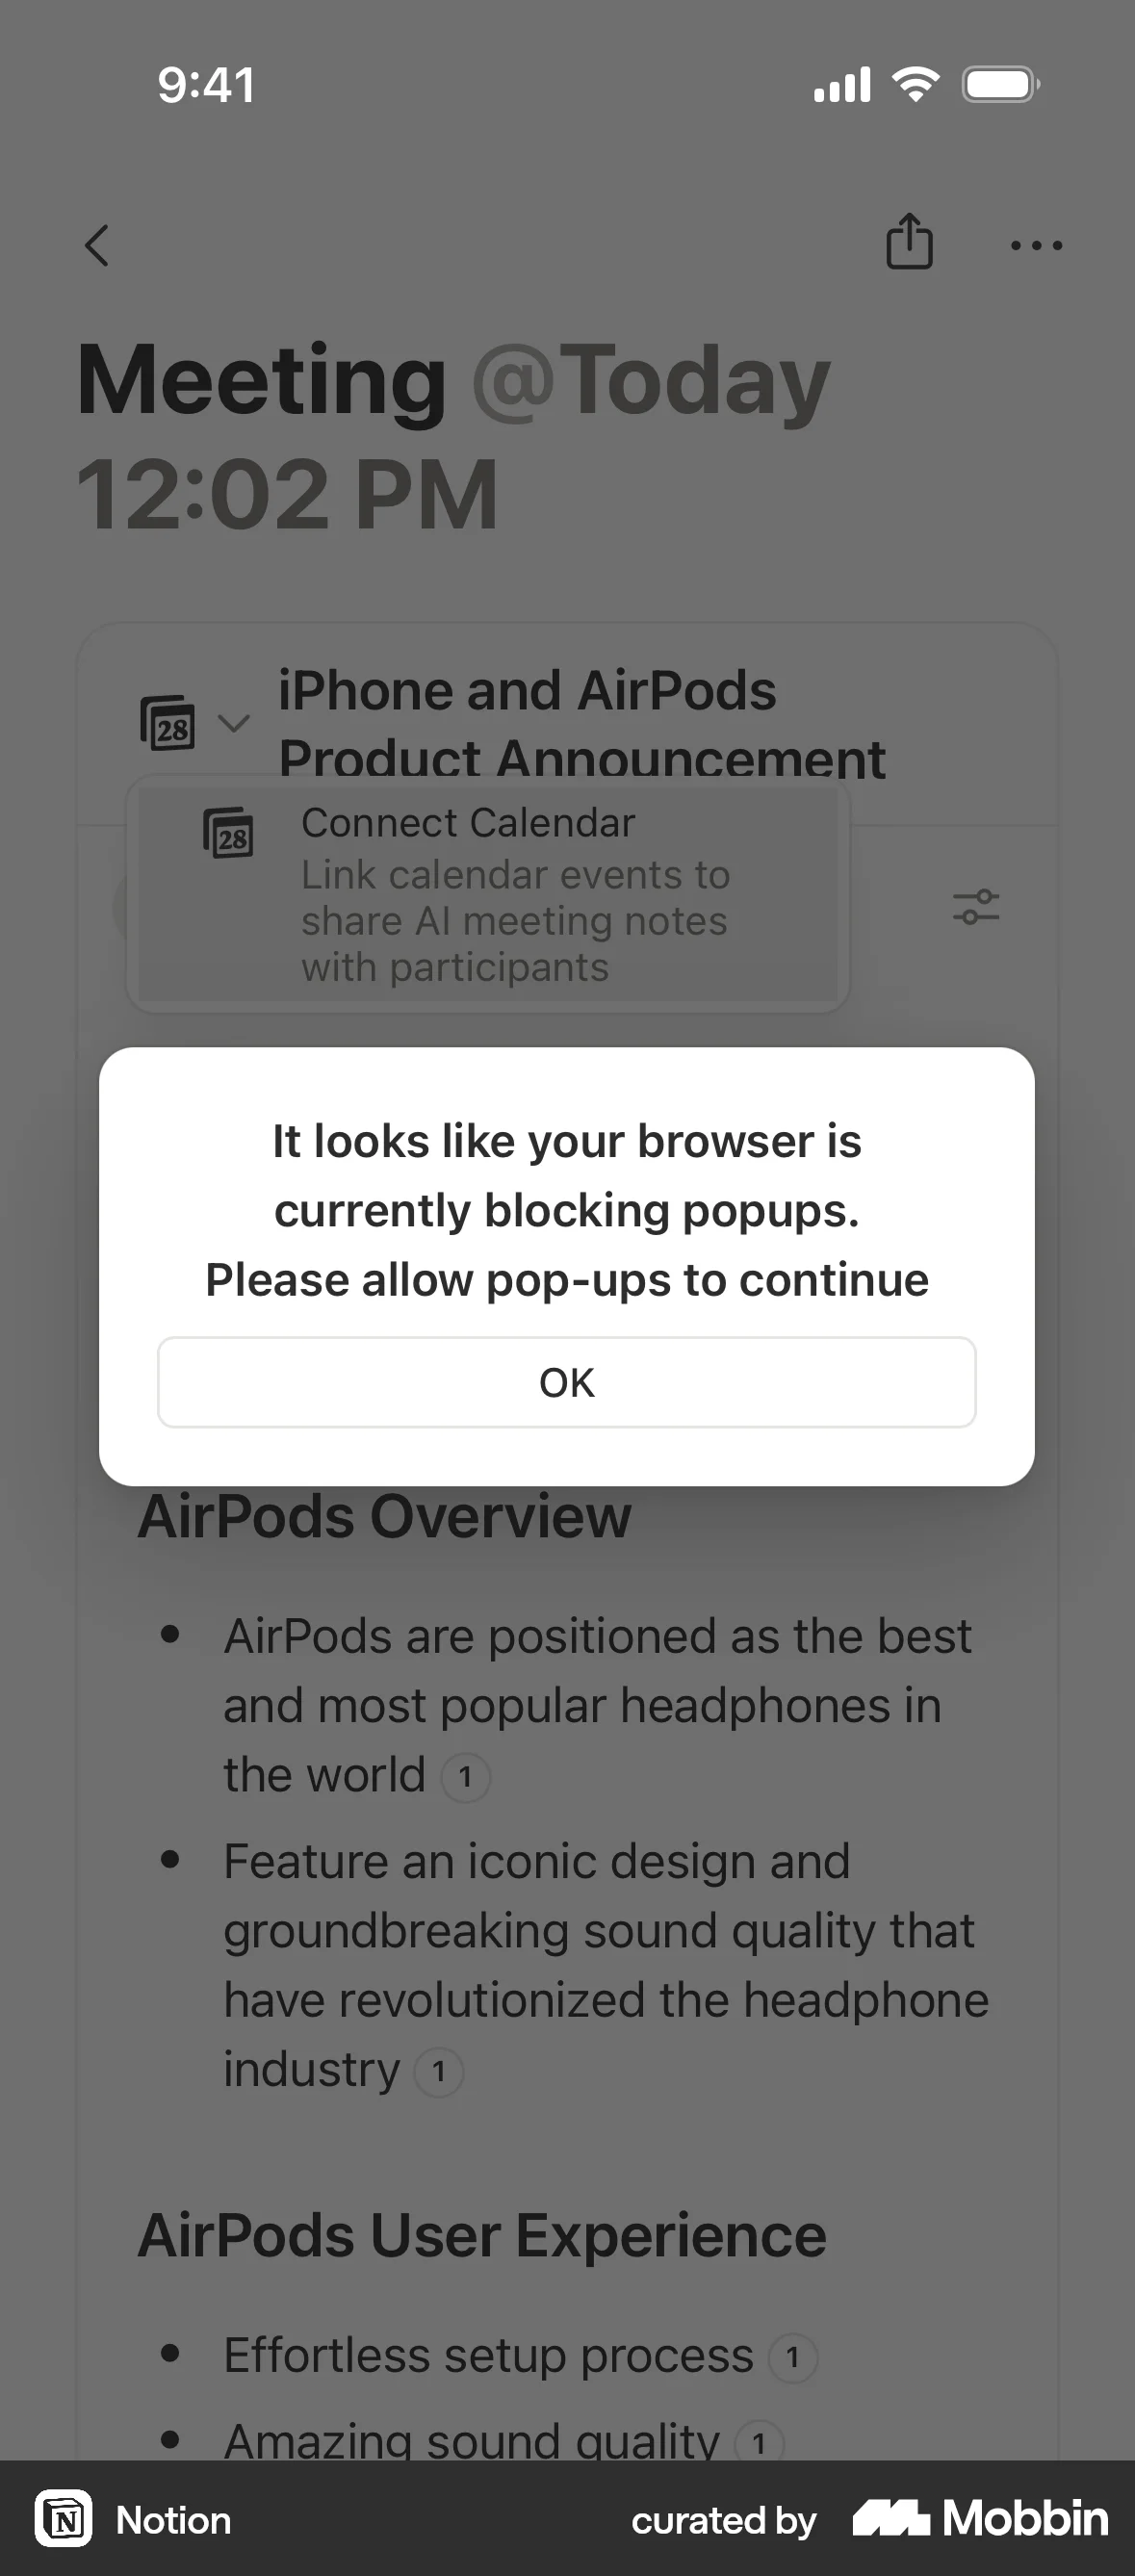 9:41
Meeting @Today
12:02 PM
28
iPhone and AirPods
Product Announcement
28
Connect Calendar
Link calendar events to
share AI meeting notes
with participants
It looks like your browser is
currently blocking popups.
Please allow pop-ups to continue
OK
AirPods Overview
• AirPods are positioned as the best
and most popular headphones in
the world 1
• Feature an iconic design and
groundbreaking sound quality that
have revolutionized the headphone
industry 1
AirPods User Experience
• Effortless setup process 1
• Amazing sound quality 1
N Notion
curated by Mobbin